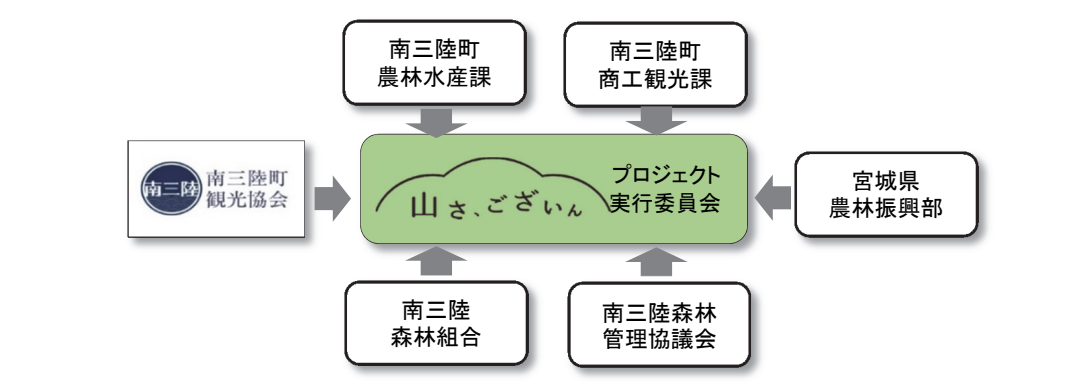 南三陸町
農林水産課
南三陸町
商工観光課
南三陸
南三陸町
観光協会
山さ、ございん
プロジェクト
実行委員会
宮城県
農林振興部
南三陸
森林組合
南三陸森林
管理協議会